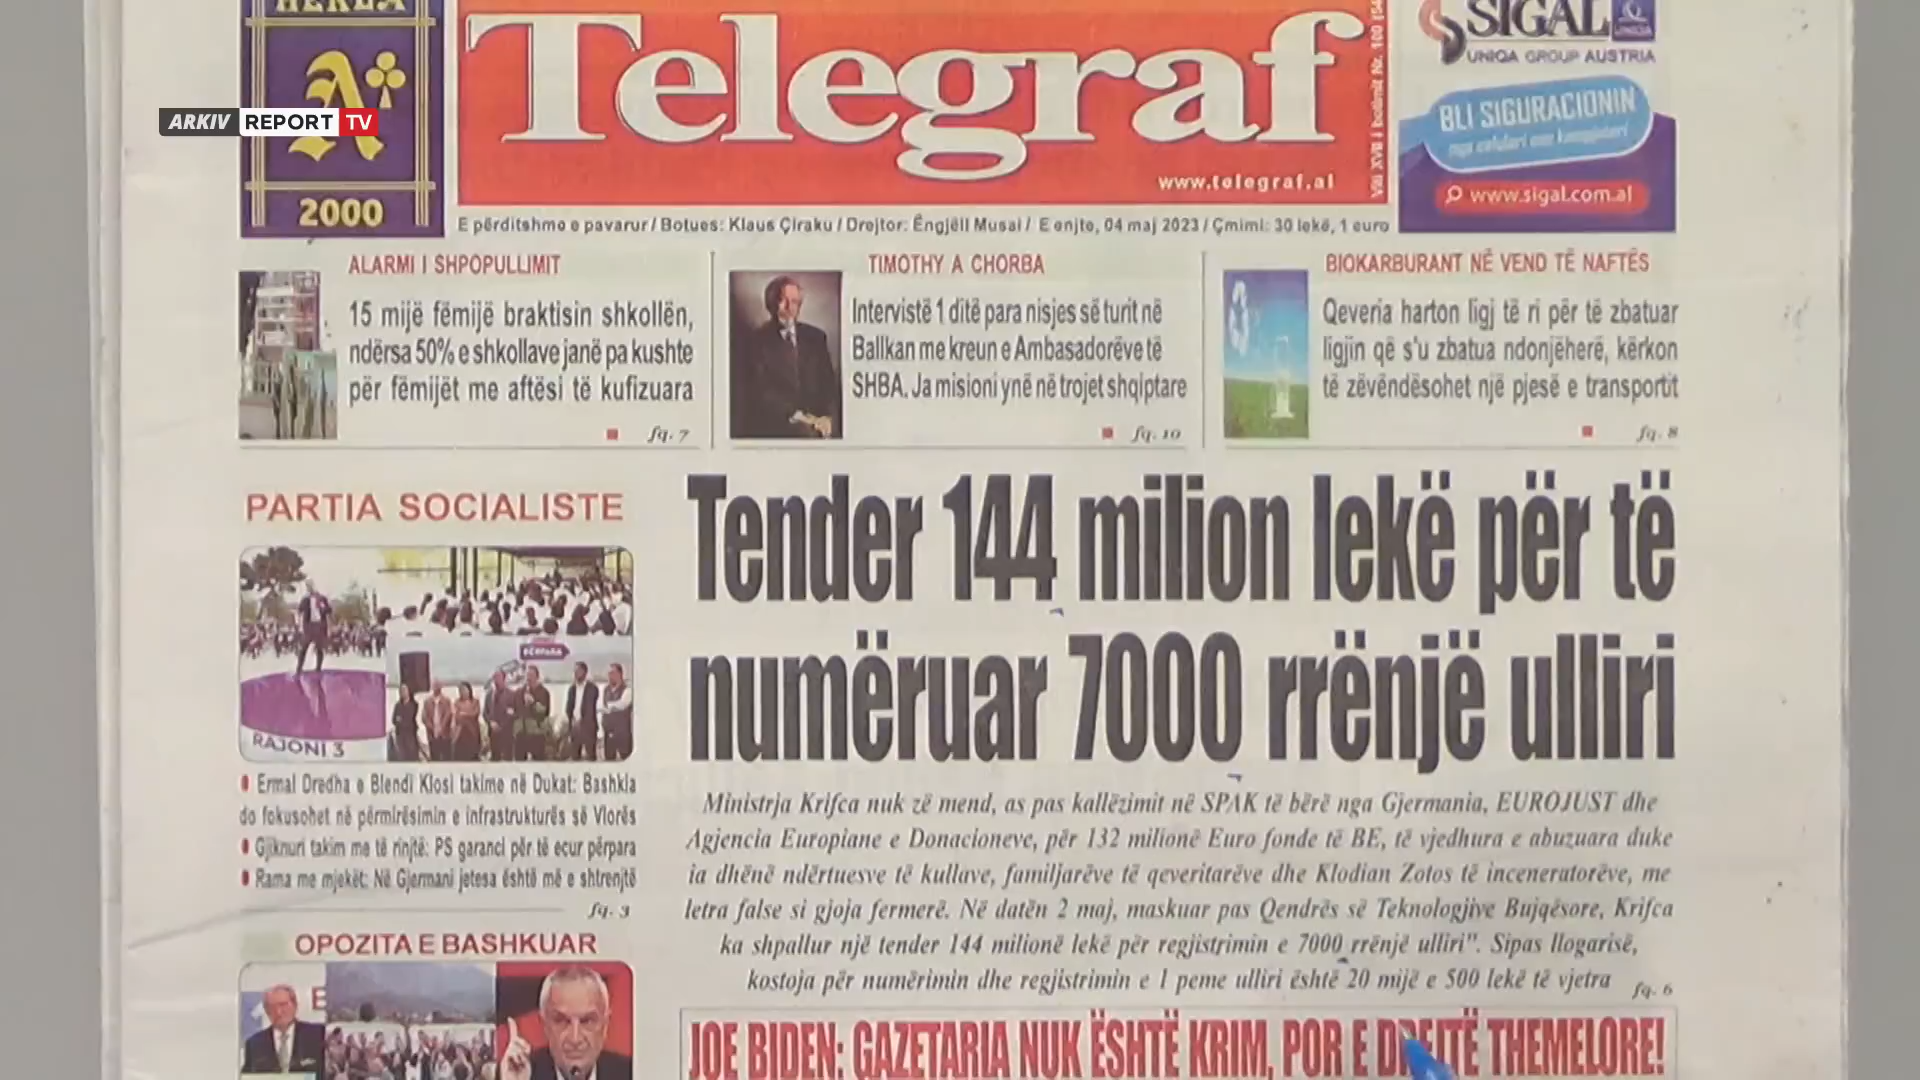 HEKLA
A
2000
ARKIV REPORT TV
Telegraf
www.telegraf.al
SIGAL
UNIQA
UNIQA GROUP AUSTRIA
BLI SIGURACIONIN
www.sigal.com.al
E përditshme e pavarur / Botues: Klaus Çiraku / Drejtor: Ëngjëll Musai / E enjte, 04 maj 2023 / Çmimi: 30 lekë, 1 euro
ALARMI I SHPOPULLIMIT
15 mijë fëmijë braktisin shkollën,
ndërsa 50% e shkollave janë pa kushte
për fëmijët me aftësi të kufizuara
fq. 7
TIMOTHY A CHORBA
Intervistë 1 ditë para nisjes së turit në
Ballkan me kreun e Ambasadorëve të
SHBA. Ja misioni ynë në trojet shqiptare
fq. 10
BIOKARBURANT NË VEND TË NAFTËS
Qeveria harton ligj të ri për të zbatuar
ligjin që s'u zbatua ndonjëherë, kërkon
të zëvëndësohet një pjesë e transportit
fq. 8
PARTIA SOCIALISTE
RAJONI 3
Ermal Dredha e Blendi Klosi takime në Dukat: Bashkia
do fokusohet në përmirësimin e infrastrukturës së Vlorës
Gjiknuri takim me të rinjtë: PS garanci për të ecur përpara
Rama me mjekët: Në Gjermani jetesa është më e shtrenjtë
fq. 3
OPOZITA E BASHKUAR
Tender 144 milion lekë për të
numëruar 7000 rrënjë ulliri
Ministrja Krifca nuk zë mend, as pas kallëzimit në SPAK të bërë nga Gjermania, EUROJUST dhe
Agjencia Europiane e Donacioneve, për 132 milionë Euro fonde të BE, të vjedhura e abuzuara duke
ia dhënë ndërtuesve të kullave, familjarëve të qeveritarëve dhe Klodian Zotos të inceneratorëve, me
letra false si gjoja fermerë. Në datën 2 maj, maskuar pas Qendrës së Teknologjive Bujqësore, Krifca
ka shpallur një tender 144 milionë lekë për regjistrimin e 7000 rrënjë ulliri". Sipas llogarisë,
kostoja për numërimin dhe regjistrimin e 1 peme ulliri është 20 mijë e 500 lekë të vjetra
fq. 6
JOE BIDEN: GAZETARIA NUK ËSHTË KRIM, POR E DREJTË THEMELORE!